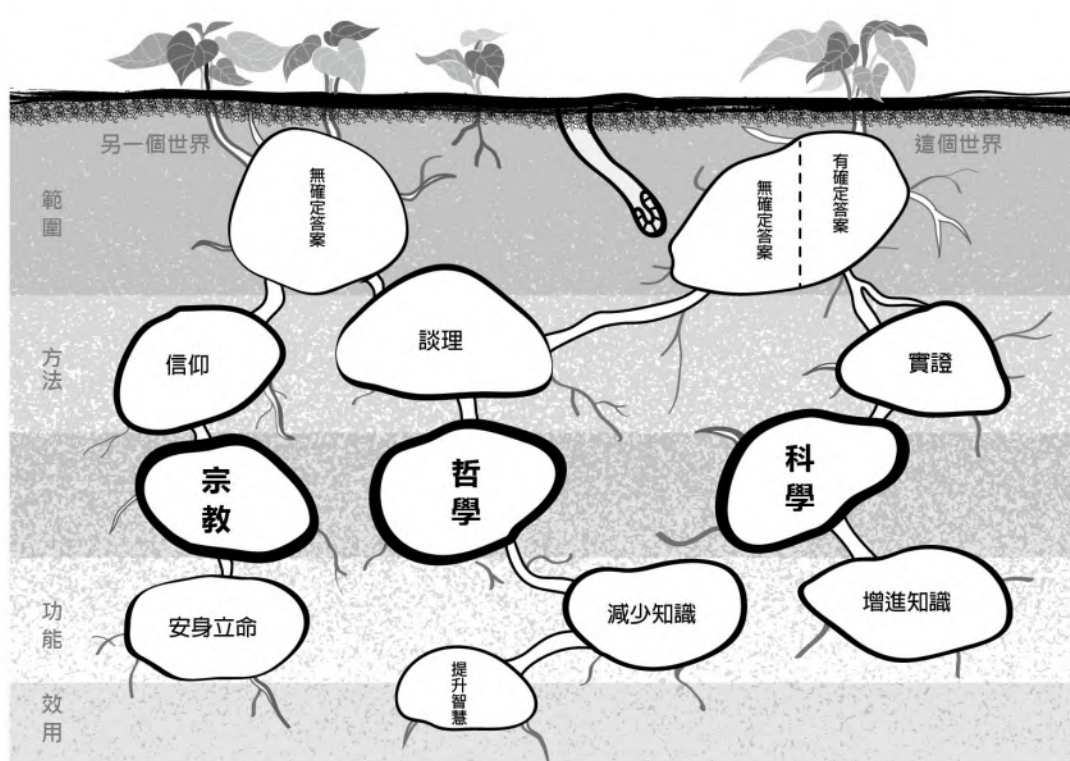 另一個世界
這個世界
範圍
無確定答案
無確定答案
有確定答案
方法
信仰
談理
實證
宗教
哲學
科學
功能
安身立命
減少知識
增進知識
效用
提升智慧